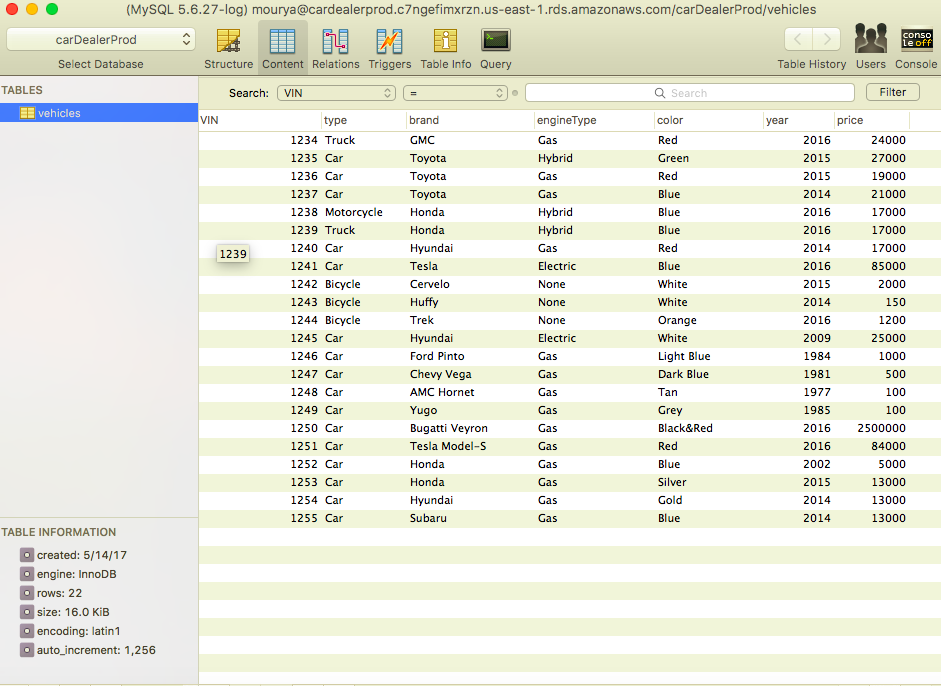 (MySQL 5.6.27-log) mourya@cardealerprod.c7ngefimxrzn.us-east-1.rds.amazonaws.com/carDealerProd/vehicles
carDealerProd
Select Database
Structure Content Relations Triggers Table Info Query
Table History Users Console
conso
le off
TABLES
vehicles
Search: VIN = Search Filter
VIN type brand engineType color year price
1234 Truck GMC Gas Red 2016 24000
1235 Car Toyota Hybrid Green 2015 27000
1236 Car Toyota Gas Red 2015 19000
1237 Car Toyota Gas Blue 2014 21000
1238 Motorcycle Honda Hybrid Blue 2016 17000
1239 Truck Honda Hybrid Blue 2016 17000
1240 Car Hyundai Gas Red 2014 17000
1239
1241 Car Tesla Electric Blue 2016 85000
1242 Bicycle Cervelo None White 2015 2000
1243 Bicycle Huffy None White 2014 150
1244 Bicycle Trek None Orange 2016 1200
1245 Car Hyundai Electric White 2009 25000
1246 Car Ford Pinto Gas Light Blue 1984 1000
1247 Car Chevy Vega Gas Dark Blue 1981 500
1248 Car AMC Hornet Gas Tan 1977 100
1249 Car Yugo Gas Grey 1985 100
1250 Car Bugatti Veyron Gas Black&Red 2016 2500000
1251 Car Tesla Model-S Gas Red 2016 84000
1252 Car Honda Gas Blue 2002 5000
1253 Car Honda Gas Silver 2015 13000
1254 Car Hyundai Gas Gold 2014 13000
1255 Car Subaru Gas Blue 2014 13000
TABLE INFORMATION
created: 5/14/17
engine: InnoDB
rows: 22
size: 16.0 KiB
encoding: latin1
auto_increment: 1,256